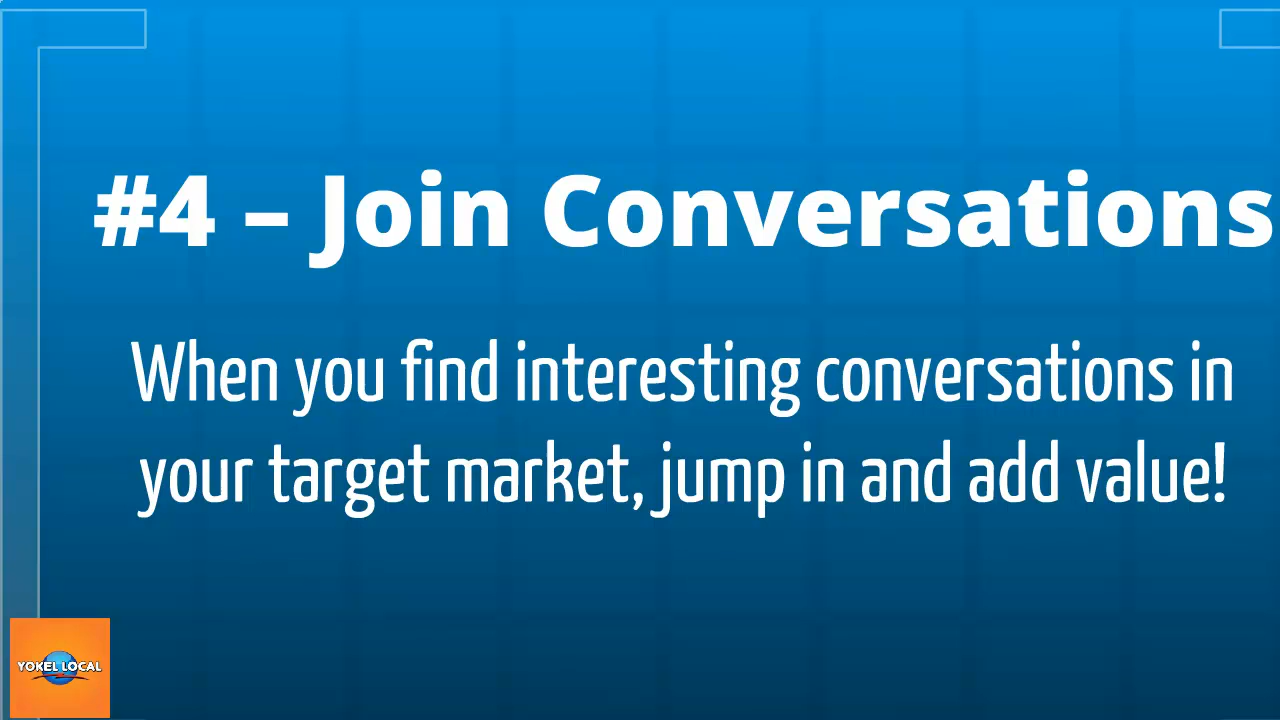 #4 – Join Conversations
When you find interesting conversations in
your target market, jump in and add value!
YOKEL LOCAL